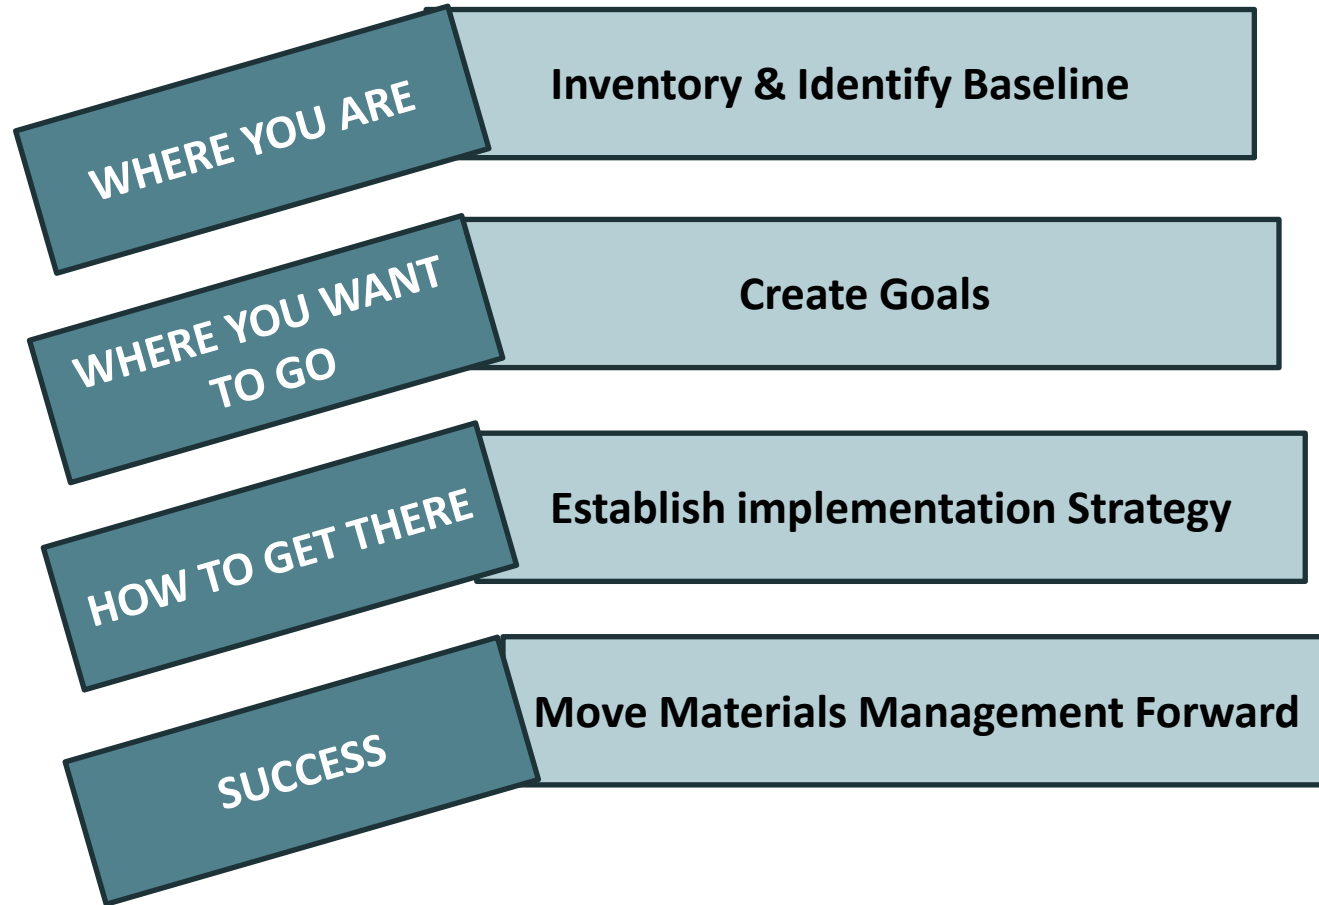 WHERE YOU ARE
Inventory & Identify Baseline
WHERE YOU WANT
TO GO
Create Goals
HOW TO GET THERE
Establish implementation Strategy
SUCCESS
Move Materials Management Forward